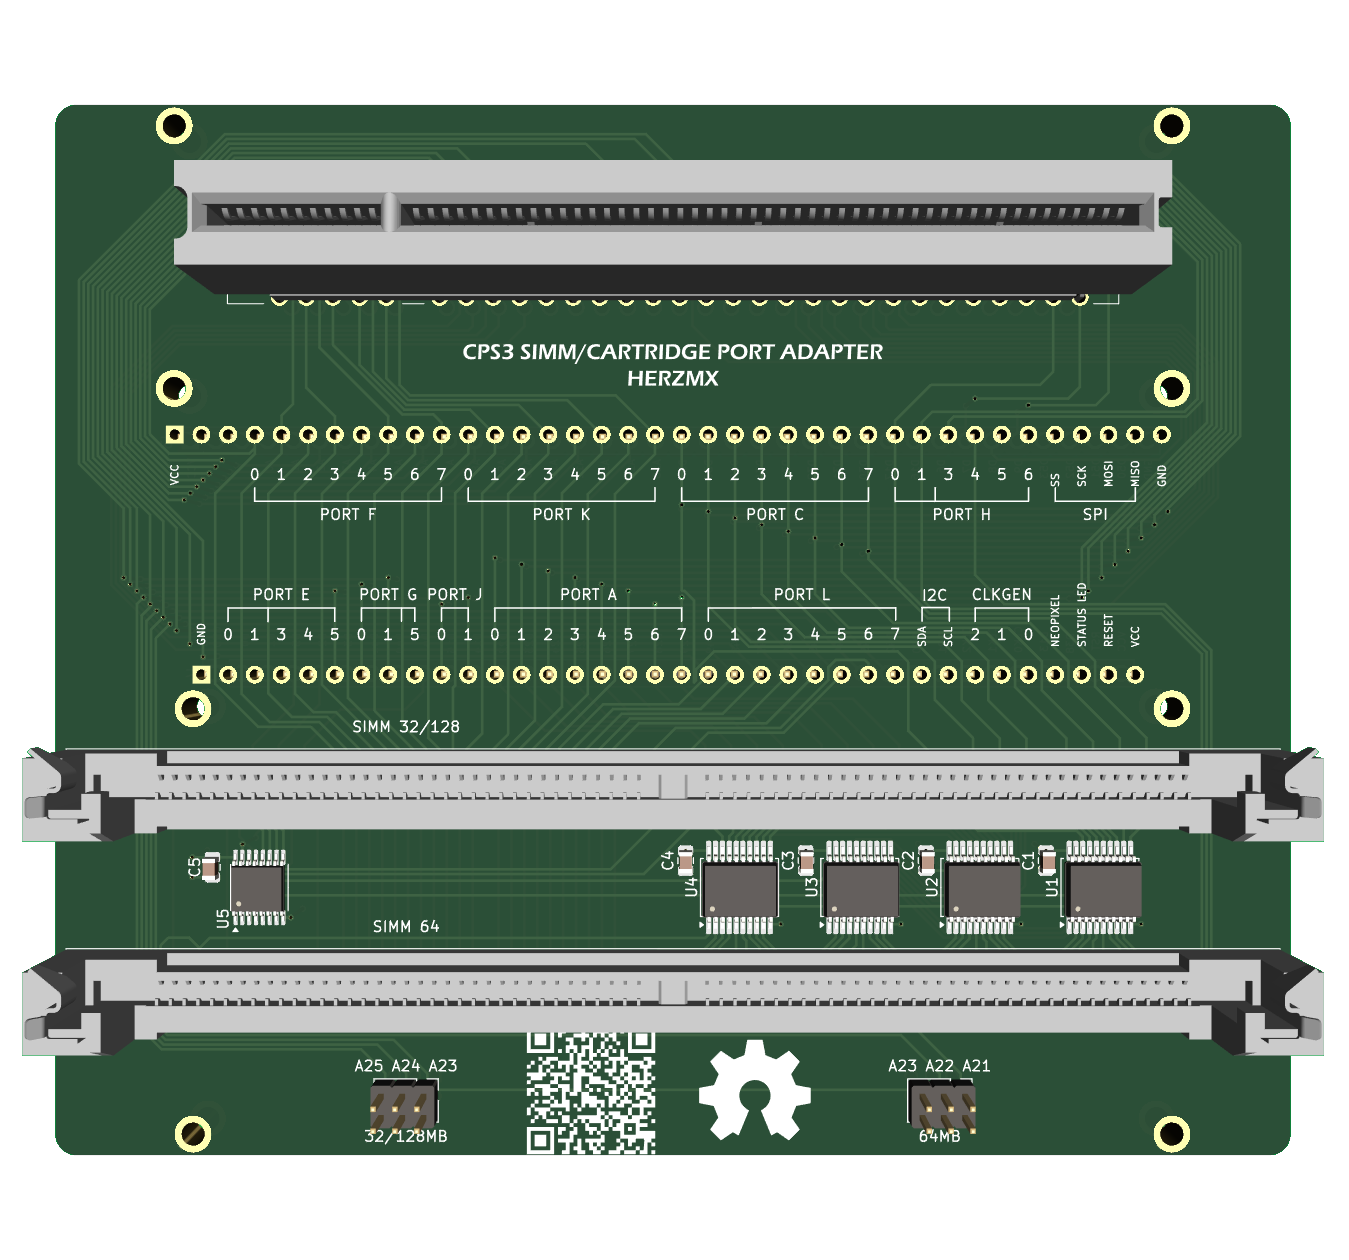 CPS3 SIMM/CARTRIDGE PORT ADAPTER
HERZMX
VCC 0 1 2 3 4 5 6 7 0 1 2 3 4 5 6 7 0 1 2 3 4 5 6 7 0 1 3 4 5 6 SS SCK MOSI MISO GND
PORT F PORT K PORT C PORT H SPI
PORT E PORT G PORT J PORT A PORT L I2C CLKGEN
GND 0 1 3 4 5 0 1 5 0 1 0 1 2 3 4 5 6 7 0 1 2 3 4 5 6 7 SDA SCL 2 1 0 NEOPIXEL STATUS LED RESET VCC
SIMM 32/128
C5 C4 C3 C2 C1
U5 U4 U3 U2 U1
SIMM 64
A25 A24 A23 A23 A22 A21
32/128MB 64MB